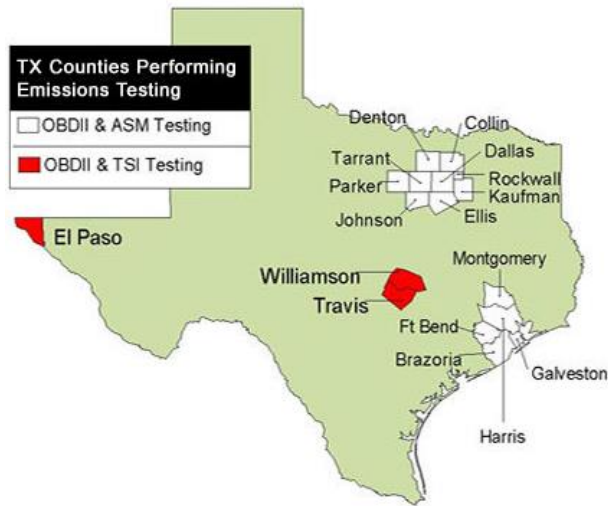 TX Counties Performing
Emissions Testing
OBDII & ASM Testing
OBDII & TSI Testing
Denton
Collin
Tarrant
Dallas
Parker
Rockwall
Kaufman
Johnson
Ellis
El Paso
Williamson
Travis
Montgomery
Ft Bend
Brazoria
Galveston
Harris